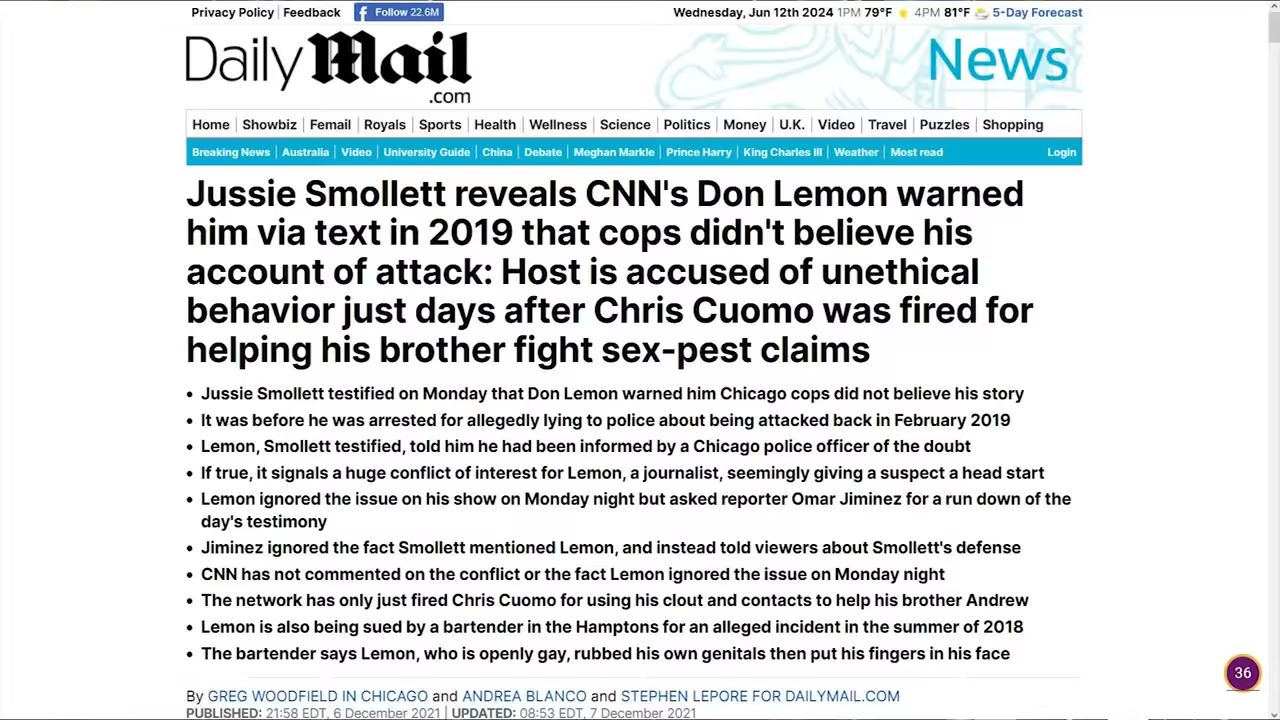 Privacy Policy | Feedback Follow 22.6M Wednesday, Jun 12th 2024 1PM 79°F 4PM 81°F 5-Day Forecast
Daily Mail News
.com
Home Showbiz Femail Royals Sports Health Wellness Science Politics Money U.K. Video Travel Puzzles Shopping
Breaking News Australia Video University Guide China Debate Meghan Markle Prince Harry King Charles III Weather Most read Login
Jussie Smollett reveals CNN's Don Lemon warned
him via text in 2019 that cops didn't believe his
account of attack: Host is accused of unethical
behavior just days after Chris Cuomo was fired for
helping his brother fight sex-pest claims
• Jussie Smollett testified on Monday that Don Lemon warned him Chicago cops did not believe his story
• It was before he was arrested for allegedly lying to police about being attacked back in February 2019
• Lemon, Smollett testified, told him he had been informed by a Chicago police officer of the doubt
• If true, it signals a huge conflict of interest for Lemon, a journalist, seemingly giving a suspect a head start
• Lemon ignored the issue on his show on Monday night but asked reporter Omar Jiminez for a run down of the
day's testimony
• Jiminez ignored the fact Smollett mentioned Lemon, and instead told viewers about Smollett's defense
• CNN has not commented on the conflict or the fact Lemon ignored the issue on Monday night
• The network has only just fired Chris Cuomo for using his clout and contacts to help his brother Andrew
• Lemon is also being sued by a bartender in the Hamptons for an alleged incident in the summer of 2018
• The bartender says Lemon, who is openly gay, rubbed his own genitals then put his fingers in his face
36
By GREG WOODFIELD IN CHICAGO and ANDREA BLANCO and STEPHEN LEPORE FOR DAILYMAIL.COM
PUBLISHED: 21:58 EDT, 6 December 2021 | UPDATED: 08:53 EDT, 7 December 2021